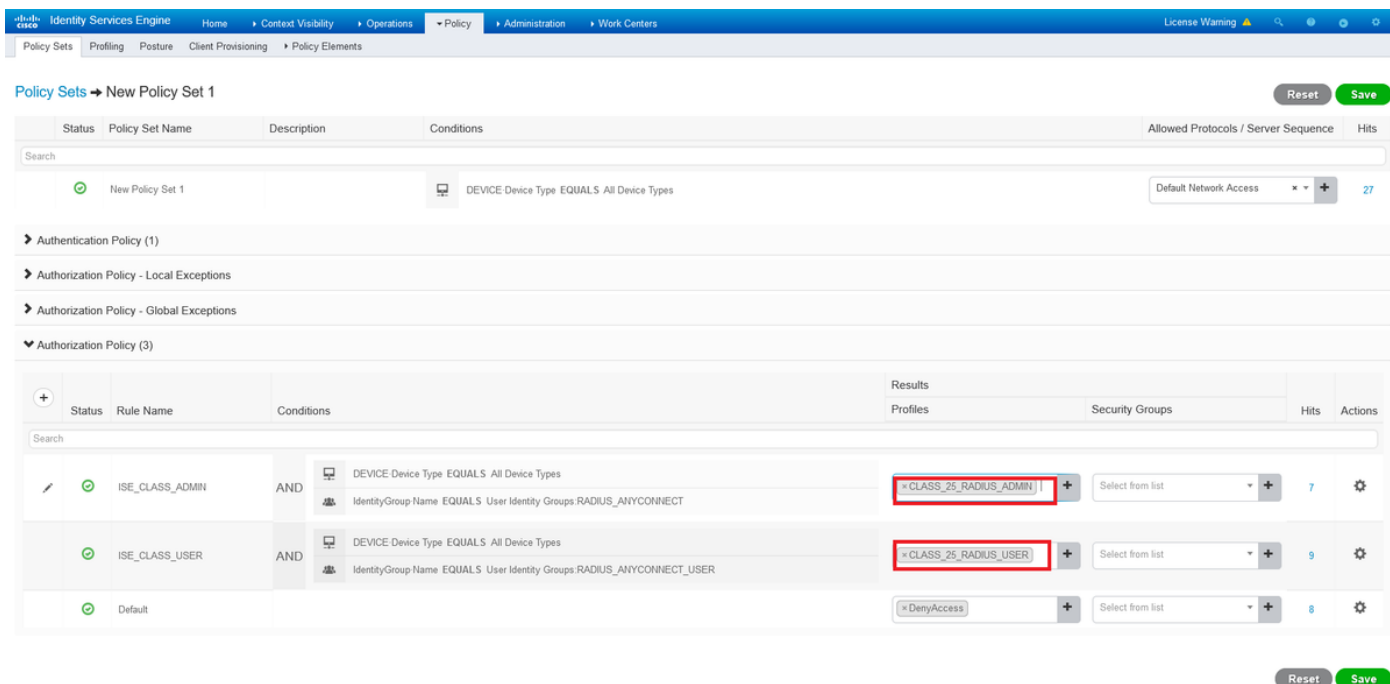 cisco Identity Services Engine Home Context Visibility Operations Policy Administration Work Centers License Warning
Policy Sets Profiling Posture Client Provisioning Policy Elements
Policy Sets → New Policy Set 1 Reset Save
Status Policy Set Name Description Conditions Allowed Protocols / Server Sequence Hits
Search
New Policy Set 1 DEVICE·Device Type EQUALS All Device Types Default Network Access × + 27
Authentication Policy (1)
Authorization Policy - Local Exceptions
Authorization Policy - Global Exceptions
Authorization Policy (3)
Results
+ Status Rule Name Conditions Profiles Security Groups Hits Actions
Search
ISE_CLASS_ADMIN AND DEVICE·Device Type EQUALS All Device Types × CLASS_25_RADIUS_ADMIN + Select from list + 7
IdentityGroup·Name EQUALS User Identity Groups:RADIUS_ANYCONNECT
ISE_CLASS_USER AND DEVICE·Device Type EQUALS All Device Types × CLASS_25_RADIUS_USER + Select from list + 9
IdentityGroup·Name EQUALS User Identity Groups:RADIUS_ANYCONNECT_USER
Default × DenyAccess + Select from list + 8
Reset Save